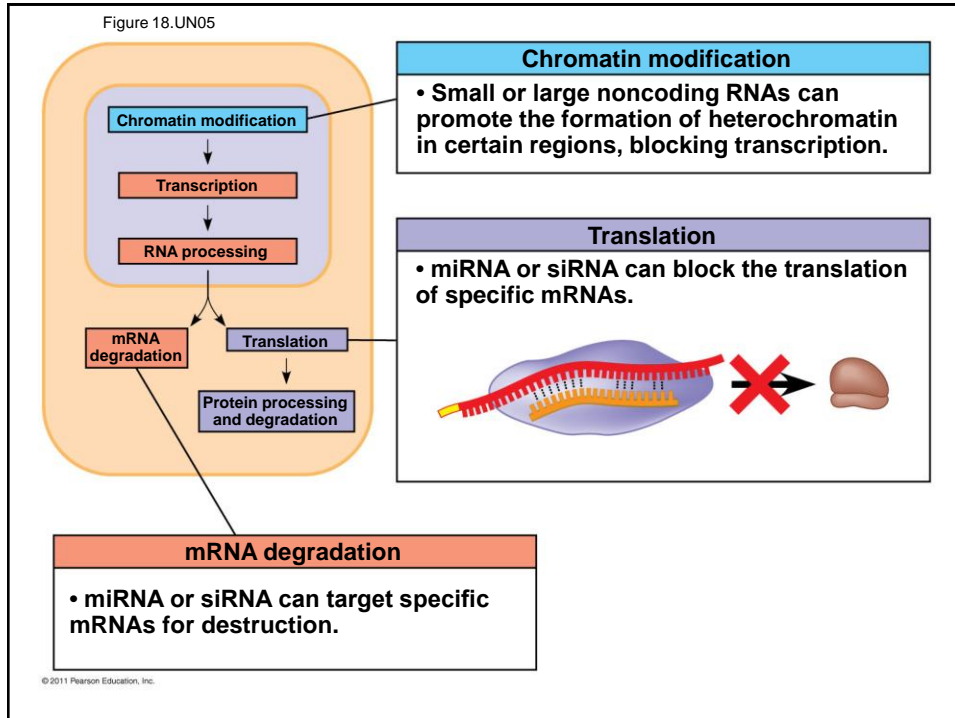 Figure 18.UN05
Chromatin modification
Transcription
RNA processing
mRNA
degradation
Translation
Protein processing
and degradation
Chromatin modification
• Small or large noncoding RNAs can
promote the formation of heterochromatin
in certain regions, blocking transcription.
Translation
• miRNA or siRNA can block the translation
of specific mRNAs.
mRNA degradation
• miRNA or siRNA can target specific
mRNAs for destruction.
© 2011 Pearson Education, Inc.